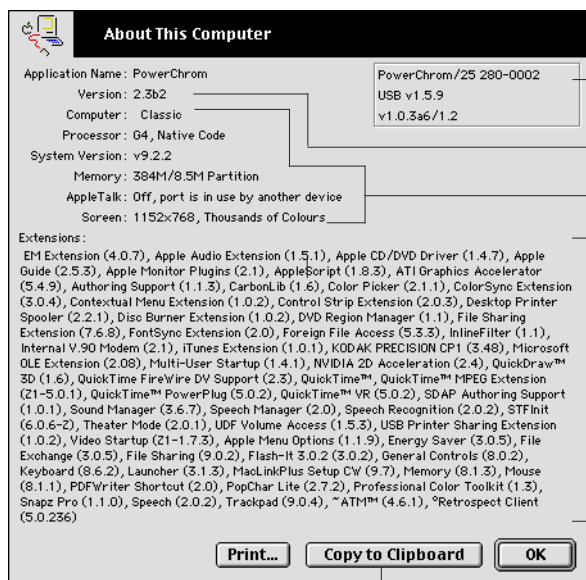 About This Computer
Application Name: PowerChrom
Version: 2.3b2
Computer: Classic
Processor: G4, Native Code
System Version: v9.2.2
Memory: 384M/8.5M Partition
AppleTalk: Off, port is in use by another device
Screen: 1152x768, Thousands of Colours
PowerChrom/25 280-0002
USB v1.5.9
v1.0.3a6/1.2
Extensions:
EM Extension (4.0.7), Apple Audio Extension (1.5.1), Apple CD/DVD Driver (1.4.7), Apple
Guide (2.5.3), Apple Monitor Plugins (2.1), AppleScript (1.8.3), ATI Graphics Accelerator
(5.4.9), Authoring Support (1.1.3), CarbonLib (1.6), Color Picker (2.1.1), ColorSync Extension
(3.0.4), Contextual Menu Extension (1.0.2), Control Strip Extension (2.0.3), Desktop Printer
Spooler (2.2.1), Disc Burner Extension (1.0.2), DVD Region Manager (1.1), File Sharing
Extension (7.6.8), FontSync Extension (2.0), Foreign File Access (5.3.3), InlineFilter (1.1),
Internal V.90 Modem (2.1), iTunes Extension (1.0.1), KODAK PRECISION CP1 (3.48), Microsoft
OLE Extension (2.08), Multi-User Startup (1.4.1), NVIDIA 2D Acceleration (2.4), QuickDraw™
3D (1.6), QuickTime FireWire DV Support (2.3), QuickTime™, QuickTime™ MPEG Extension
(Z1-5.0.1), QuickTime™ PowerPlug (5.0.2), QuickTime™ VR (5.0.2), SDAP Authoring Support
(1.0.1), Sound Manager (3.6.7), Speech Manager (2.0), Speech Recognition (2.0.2), STFInit
(6.0.6-Z), Theater Mode (2.0.1), UDF Volume Access (1.5.3), USB Printer Sharing Extension
(1.0.2), Video Startup (Z1-1.7.3), Apple Menu Options (1.1.9), Energy Saver (3.0.5), File
Exchange (3.0.5), File Sharing (9.0.2), Flash-It 3.0.2 (3.0.2), General Controls (8.0.2),
Keyboard (8.6.2), Launcher (3.1.3), MacLinkPlus Setup CW (9.7), Memory (8.1.3), Mouse
(8.1.1), PDFWriter Shortcut (2.0), PopChar Lite (2.7.2), Professional Color Toolkit (1.3),
Snapz Pro (1.1.0), Speech (2.0.2), Trackpad (9.0.4), ~ATM™ (4.6.1), °Retrospect Client
(5.0.236)
Print... Copy to Clipboard OK